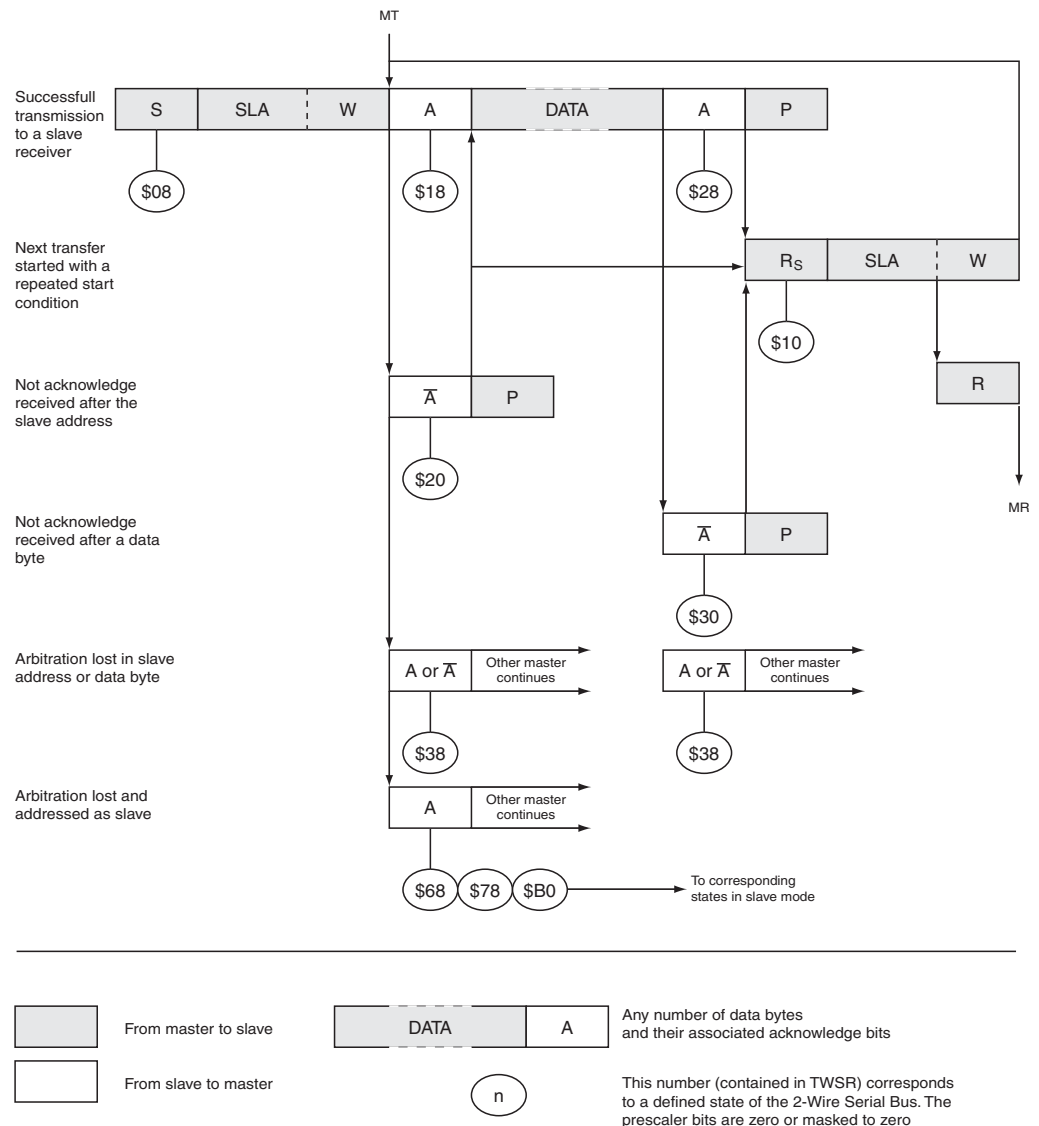 MT
Successfull
transmission
to a slave
receiver
S SLA W A DATA A P
$08 $18 $28
Next transfer
started with a
repeated start
condition
RS SLA W
$10
Not acknowledge
received after the
slave address
A̅ P
R
$20
MR
Not acknowledge
received after a data
byte
A̅ P
$30
Arbitration lost in slave
address or data byte
A or A̅
Other master
continues
A or A̅
Other master
continues
$38 $38
Arbitration lost and
addressed as slave
A
Other master
continues
$68 $78 $B0
To corresponding
states in slave mode
From master to slave
DATA A
Any number of data bytes
and their associated acknowledge bits
From slave to master
n
This number (contained in TWSR) corresponds
to a defined state of the 2-Wire Serial Bus. The
prescaler bits are zero or masked to zero